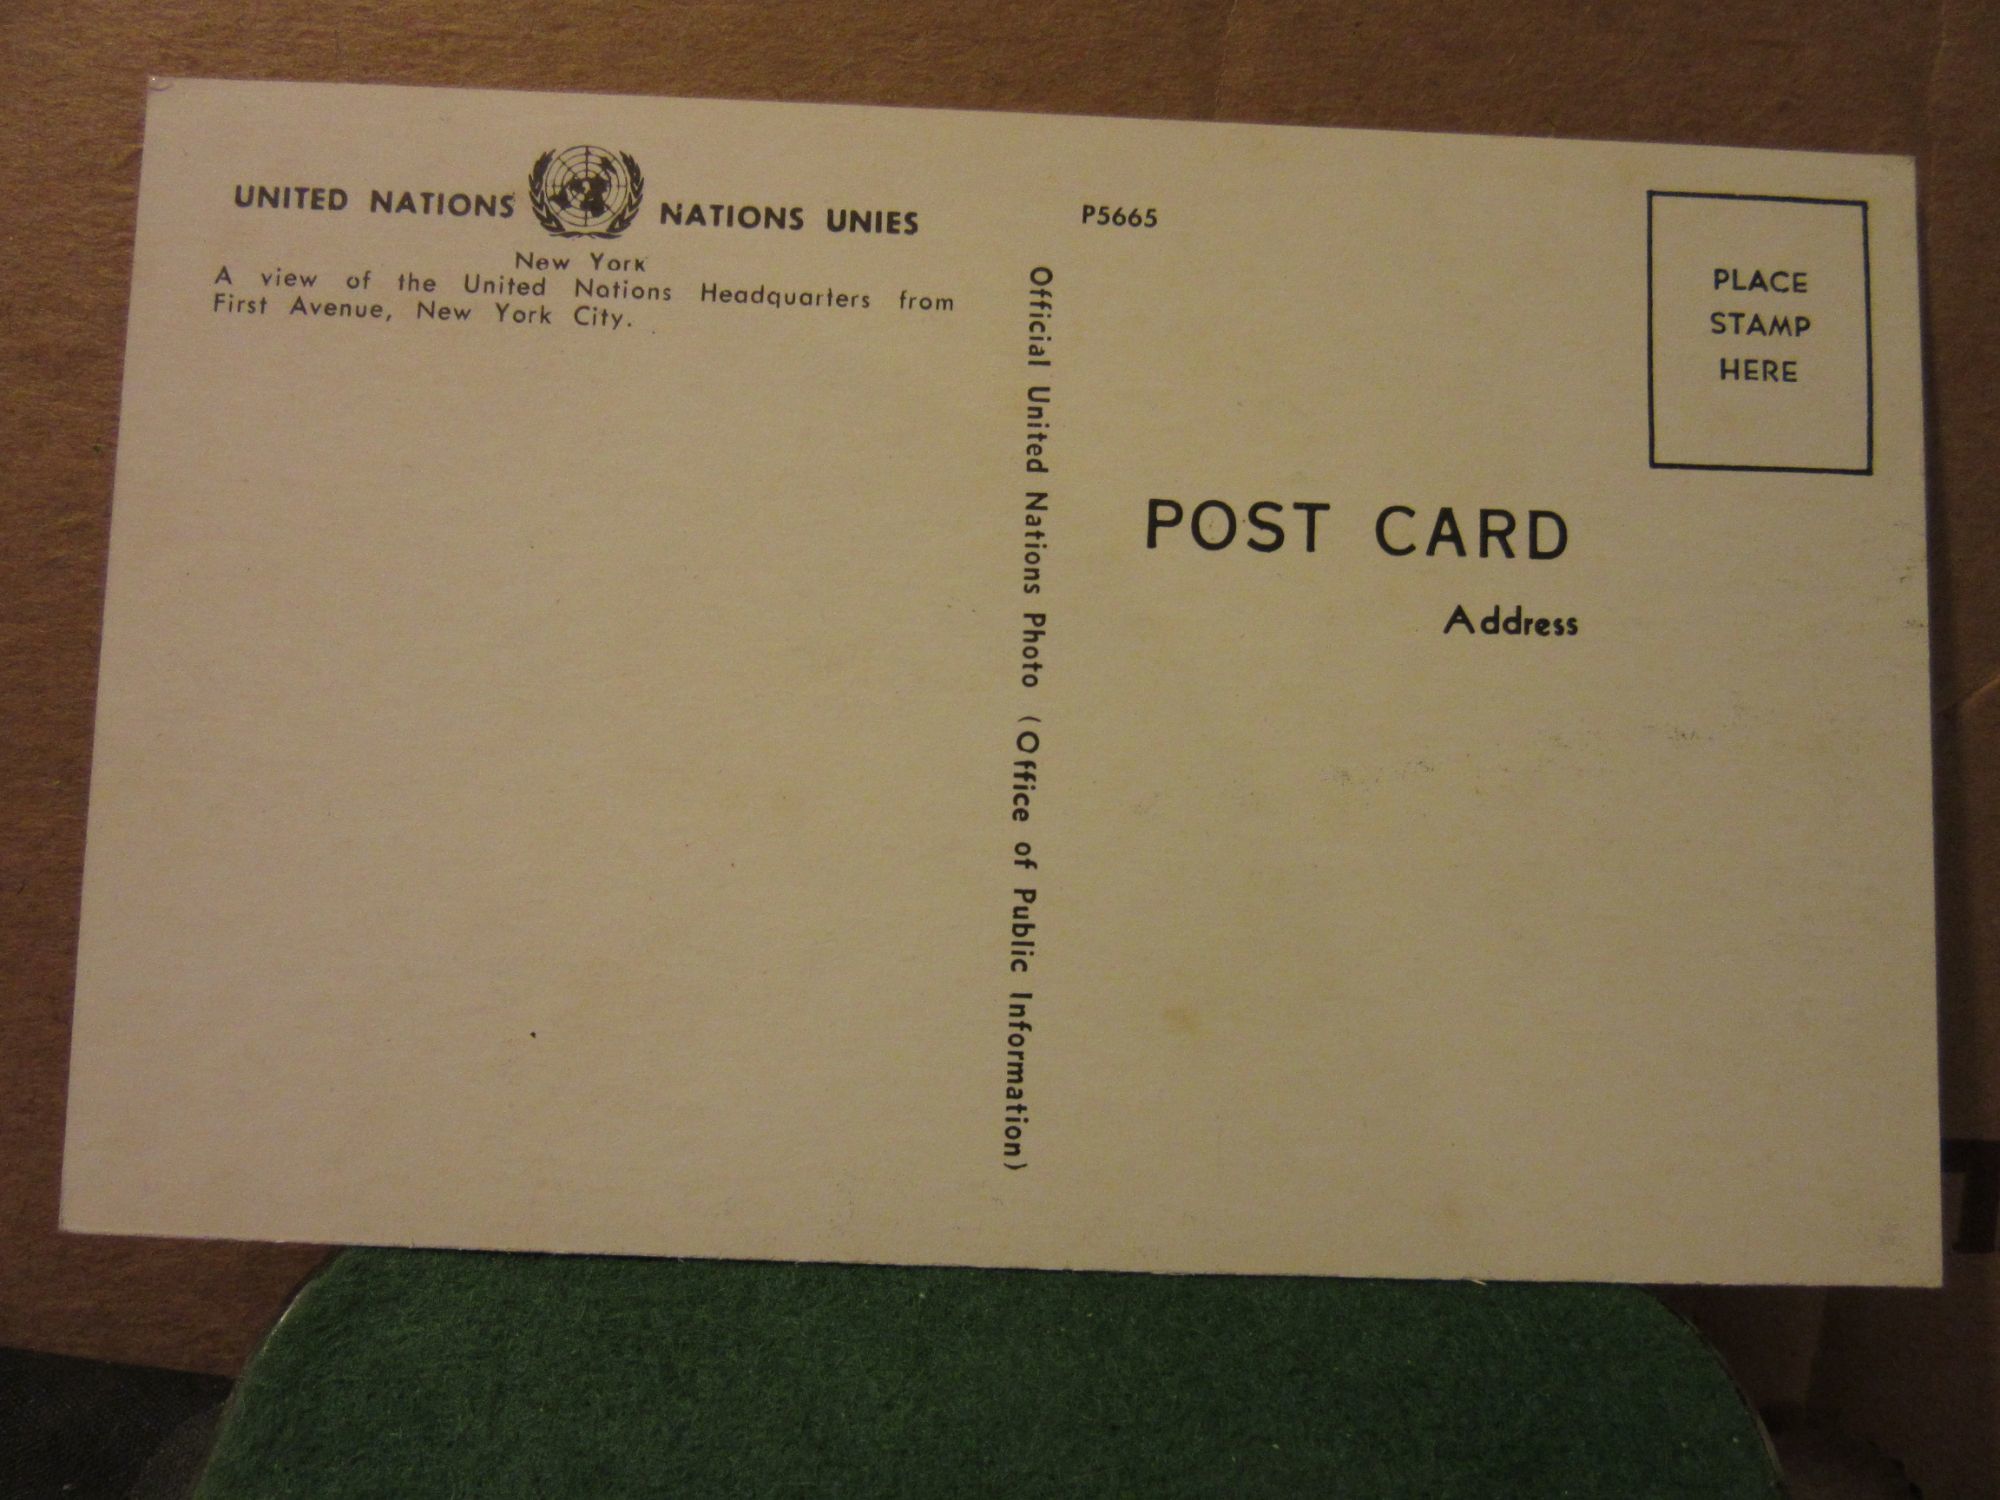 UNITED NATIONS NATIONS UNIES
New York
A view of the United Nations Headquarters from
First Avenue, New York City.
Official United Nations Photo (Office of Public Information)
P5665
PLACE
STAMP
HERE
POST CARD
Address